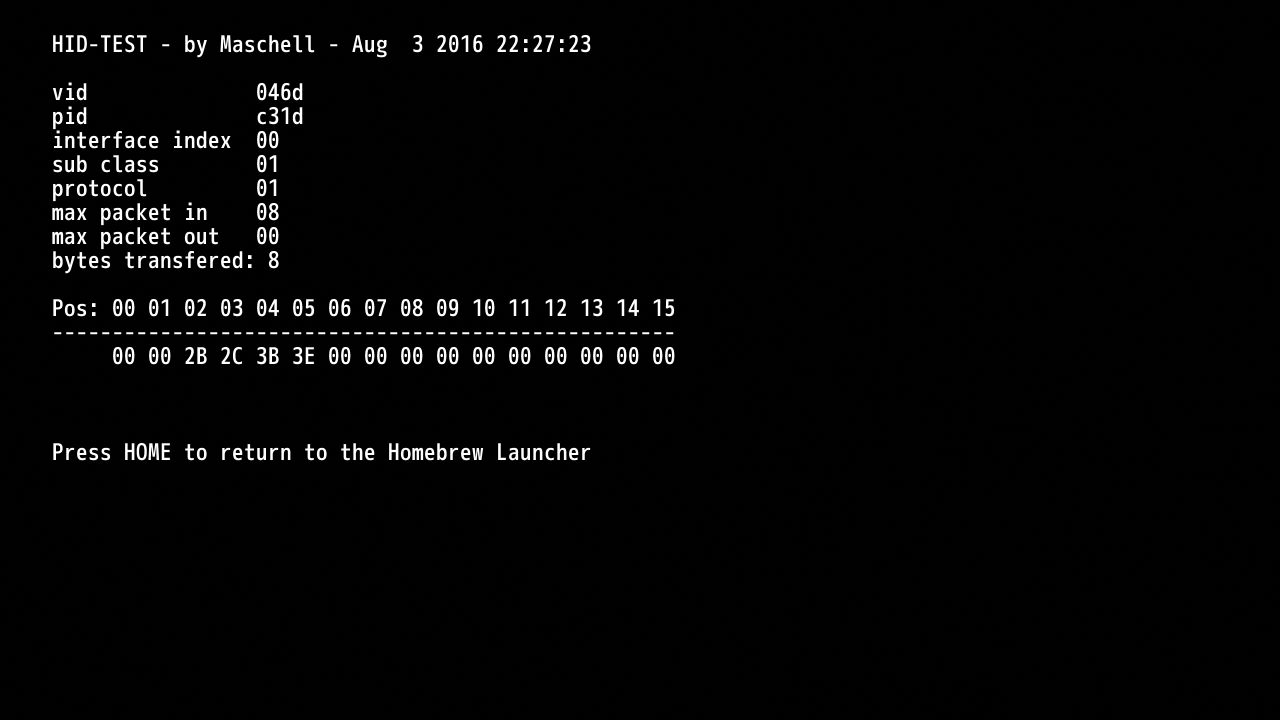 HID-TEST - by Maschell - Aug  3 2016 22:27:23
vid              046d
pid              c31d
interface index  00
sub class        01
protocol         01
max packet in    08
max packet out   00
bytes transfered: 8
Pos: 00 01 02 03 04 05 06 07 08 09 10 11 12 13 14 15
----------------------------------------------------
     00 00 2B 2C 3B 3E 00 00 00 00 00 00 00 00 00 00
Press HOME to return to the Homebrew Launcher